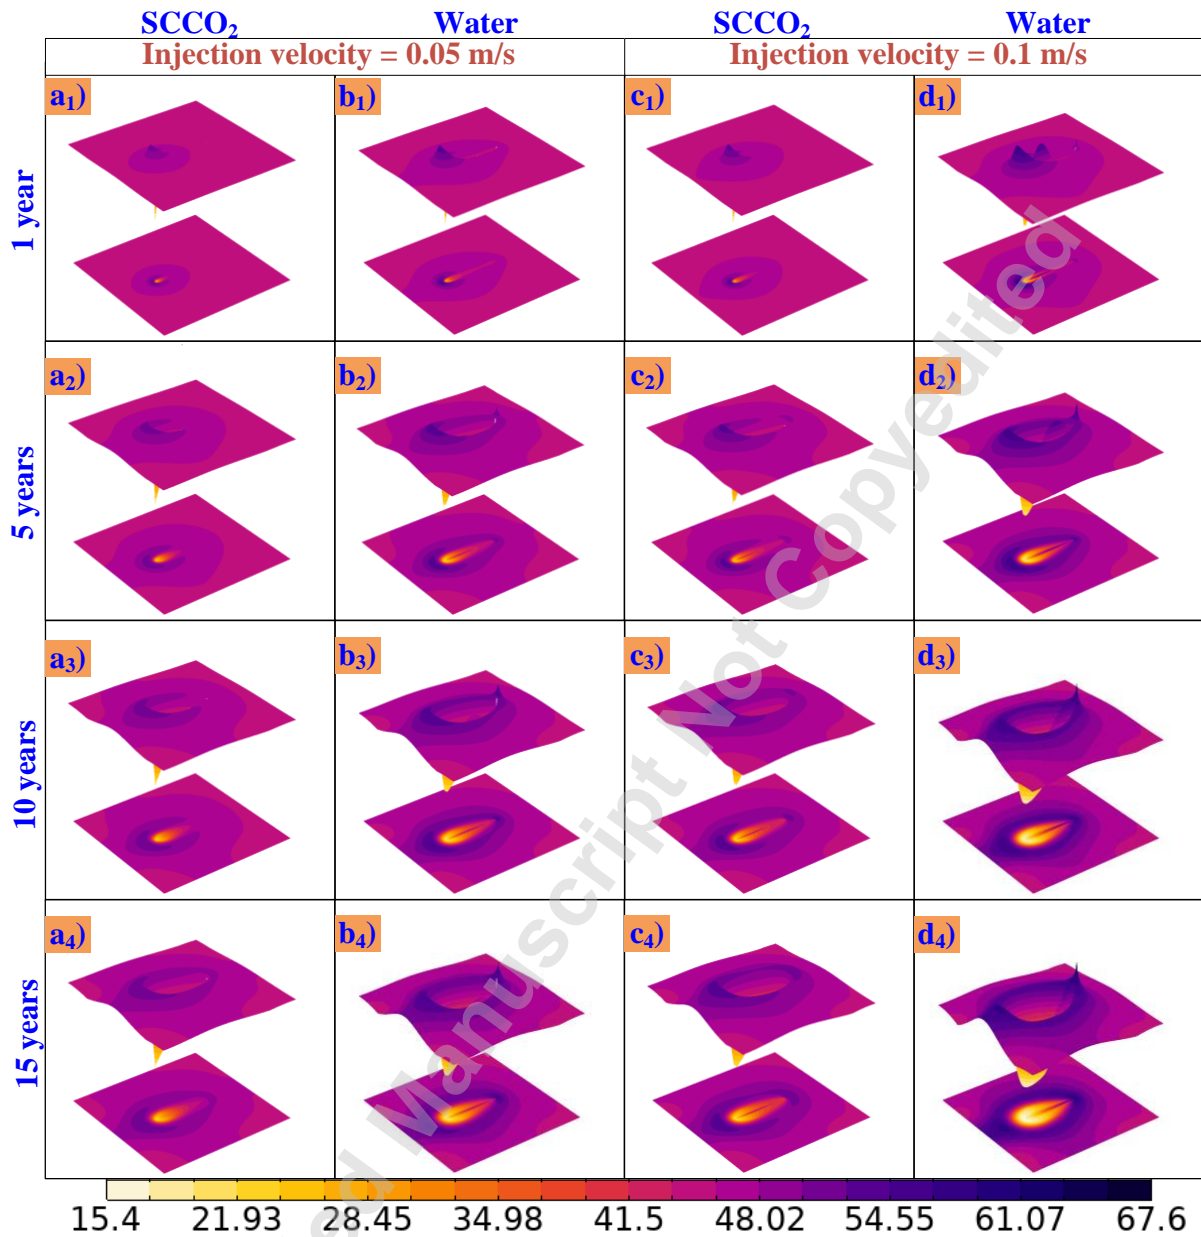 SCCO₂ Water SCCO₂ Water
Injection velocity = 0.05 m/s Injection velocity = 0.1 m/s
1 year
a₁) b₁) c₁) d₁)
5 years
a₂) b₂) c₂) d₂)
10 years
a₃) b₃) c₃) d₃)
15 years
a₄) b₄) c₄) d₄)
15.4 21.93 28.45 34.98 41.5 48.02 54.55 61.07 67.6
ed Manuscript Not Copyedited